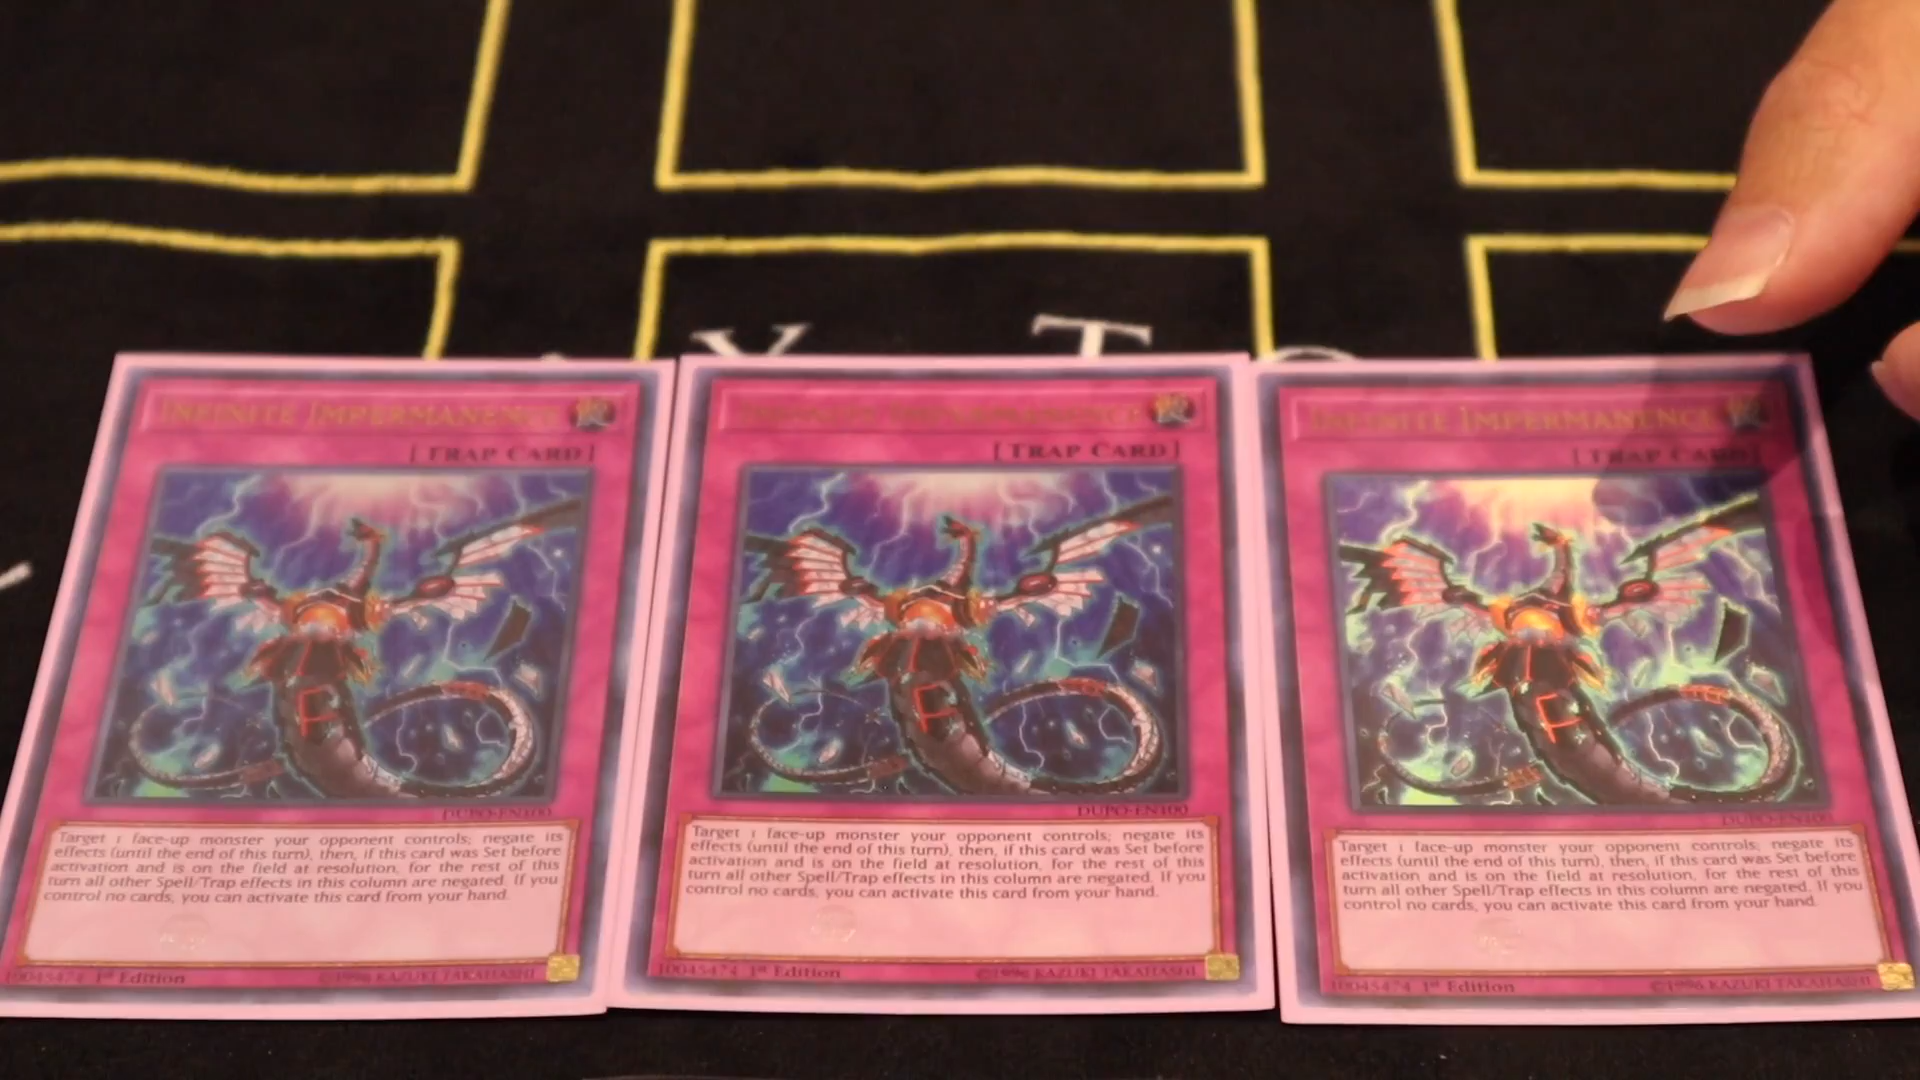 Y T
INFINITE IMPERMANENCE
[TRAP CARD]
DUPO-EN100
Target 1 face-up monster your opponent controls; negate its
effects (until the end of this turn), then, if this card was Set before
activation and is on the field at resolution, for the rest of this
turn all other Spell/Trap effects in this column are negated. If you
control no cards, you can activate this card from your hand.
10045474 1st Edition ©1996 KAZUKI TAKAHASHI
INFINITE IMPERMANENCE
[TRAP CARD]
DUPO-EN100
Target 1 face-up monster your opponent controls; negate its
effects (until the end of this turn), then, if this card was Set before
activation and is on the field at resolution, for the rest of this
turn all other Spell/Trap effects in this column are negated. If you
control no cards, you can activate this card from your hand.
10045474 1st Edition ©1996 KAZUKI TAKAHASHI
INFINITE IMPERMANENCE
[TRAP CARD]
DUPO-EN100
Target 1 face-up monster your opponent controls; negate its
effects (until the end of this turn), then, if this card was Set before
activation and is on the field at resolution, for the rest of this
turn all other Spell/Trap effects in this column are negated. If you
control no cards, you can activate this card from your hand.
10045474 1st Edition ©1996 KAZUKI TAKAHASHI